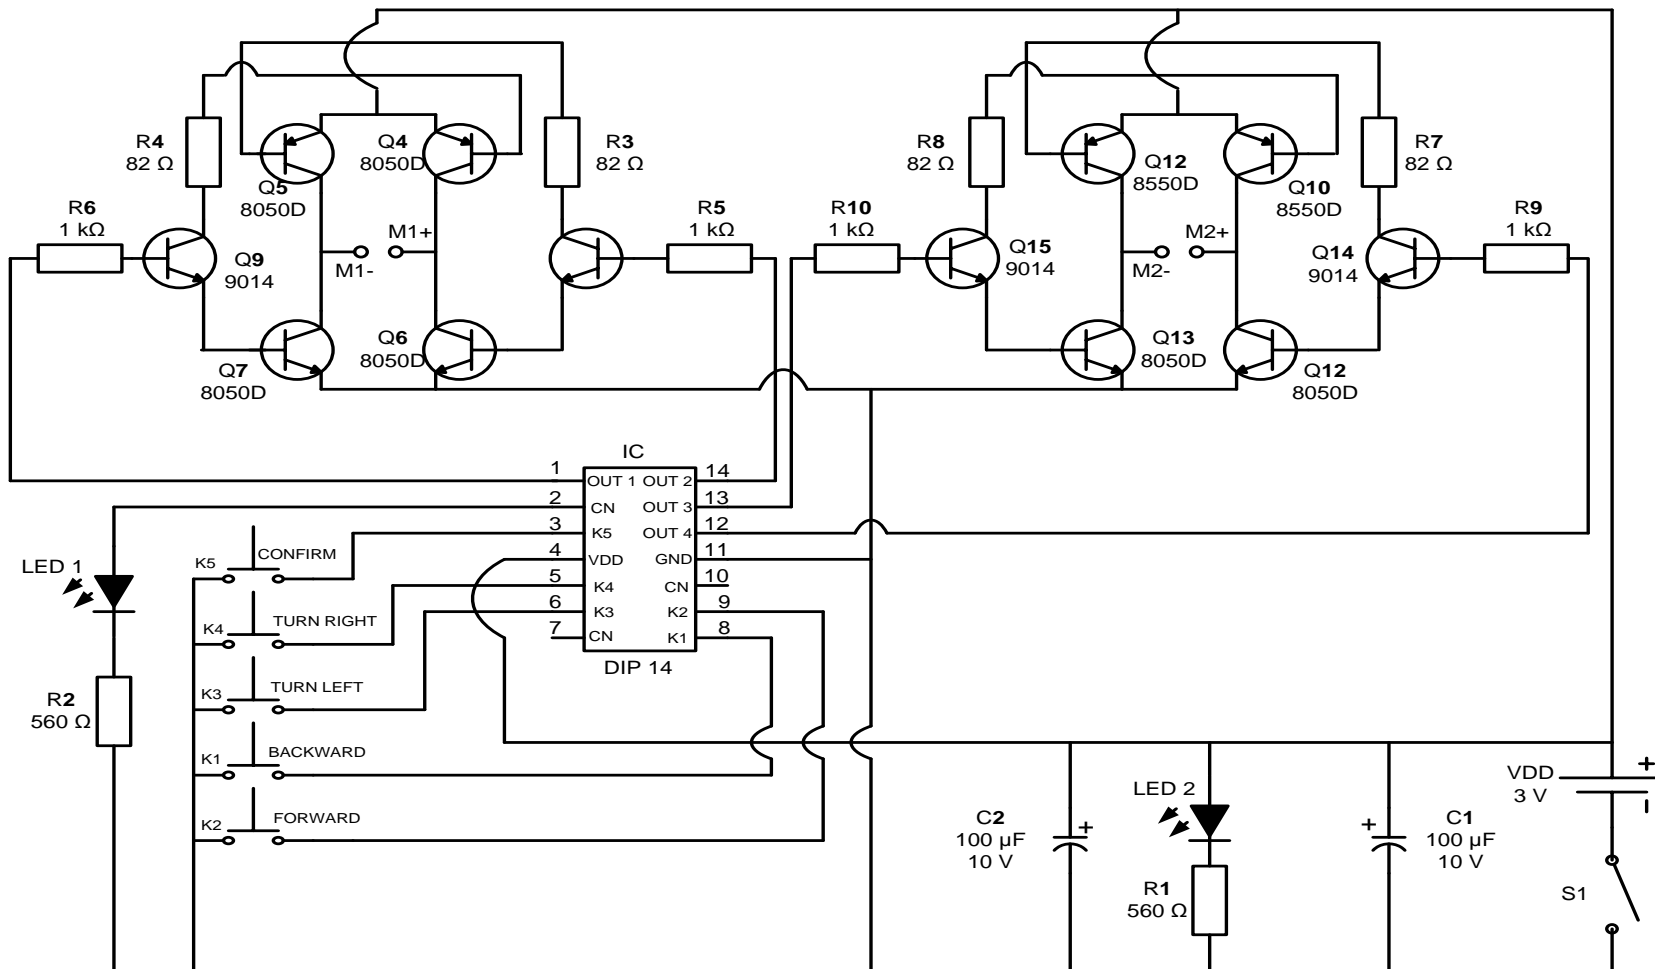 R4
82 Ω
Q4
8050D
R3
82 Ω
R8
82 Ω
Q12
8550D
R7
82 Ω
Q5
8050D
Q10
8550D
R6
1 kΩ
R5
1 kΩ
R10
1 kΩ
R9
1 kΩ
M1+
M2+
Q9
9014
M1-
Q15
9014
M2-
Q14
9014
Q6
8050D
Q13
8050D
Q7
8050D
Q12
8050D
IC
1 OUT 1 OUT 2 14
2 CN OUT 3 13
3 K5 OUT 4 12
4 VDD GND 11
5 K4 CN 10
6 K3 K2 9
7 CN K1 8
DIP 14
LED 1
K5 CONFIRM
K4 TURN RIGHT
K3 TURN LEFT
R2
560 Ω
K1 BACKWARD
K2 FORWARD
C2
100 µF
10 V
+
LED 2
R1
560 Ω
+
C1
100 µF
10 V
VDD
3 V
+
-
S1